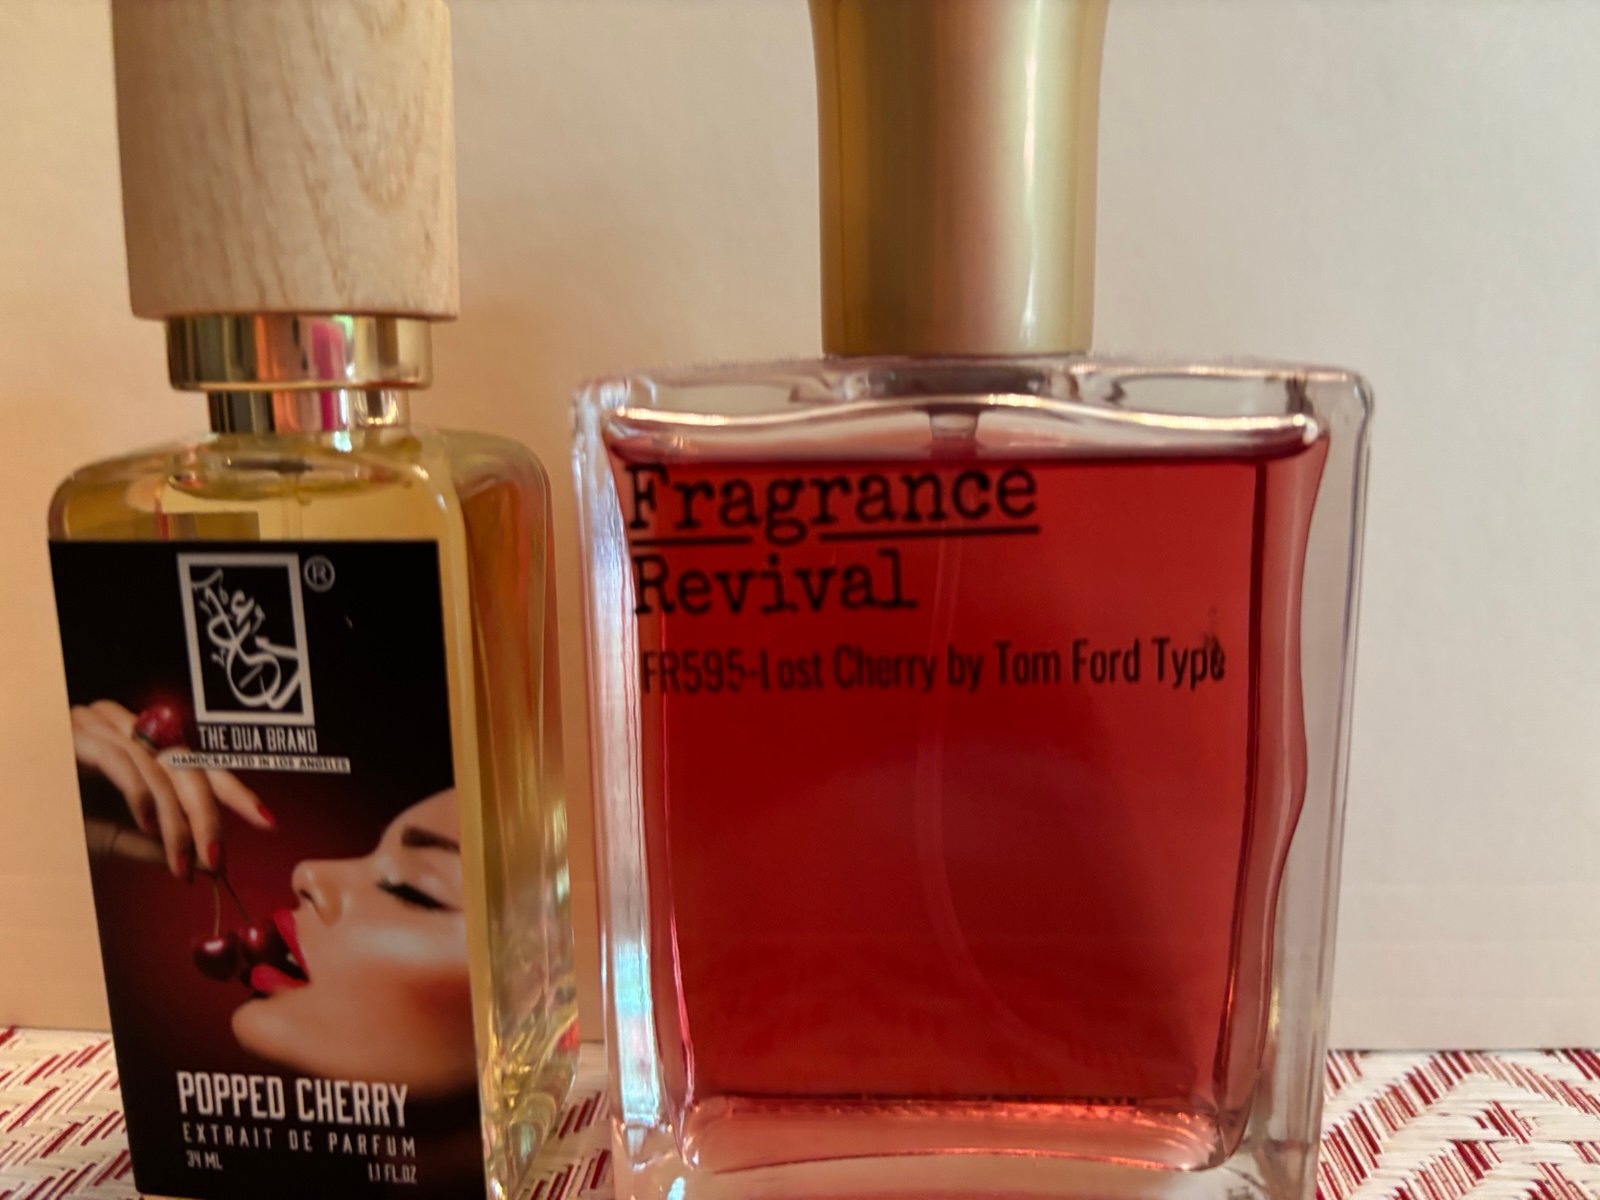 ®
THE DUA BRAND
HANDCRAFTED IN LOS ANGELES
POPPED CHERRY
EXTRAIT DE PARFUM
34 ML 1.1 FL.OZ
Fragrance
Revival
FR595-Lost Cherry by Tom Ford Type